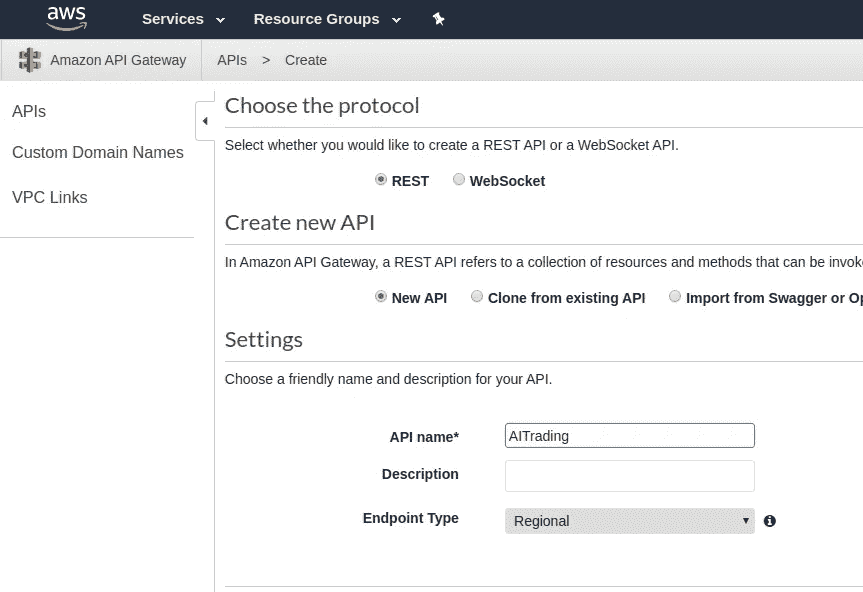 aws
Services Resource Groups
Amazon API Gateway APIs > Create
APIs
Custom Domain Names
VPC Links
Choose the protocol
Select whether you would like to create a REST API or a WebSocket API.
REST WebSocket
Create new API
In Amazon API Gateway, a REST API refers to a collection of resources and methods that can be
New API Clone from existing API Import from Swagger or
Settings
Choose a friendly name and description for your API.
API name* AITrading
Description
Endpoint Type Regional